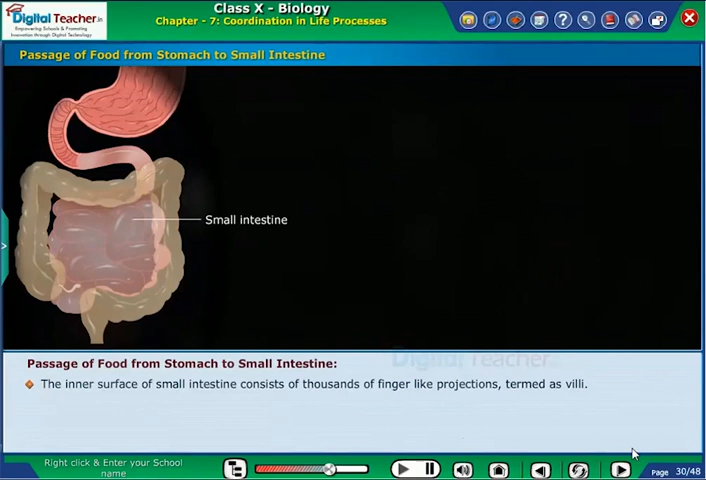 Digital Teacher.in
Empowering Schools & Promoting
Innovation through Digital Technology
Class X - Biology
Chapter - 7: Coordination in Life Processes
Passage of Food from Stomach to Small Intestine
Small intestine
Digital Teacher
Passage of Food from Stomach to Small Intestine:
The inner surface of small intestine consists of thousands of finger like projections, termed as villi.
Right click & Enter your School
name
Page 30/48